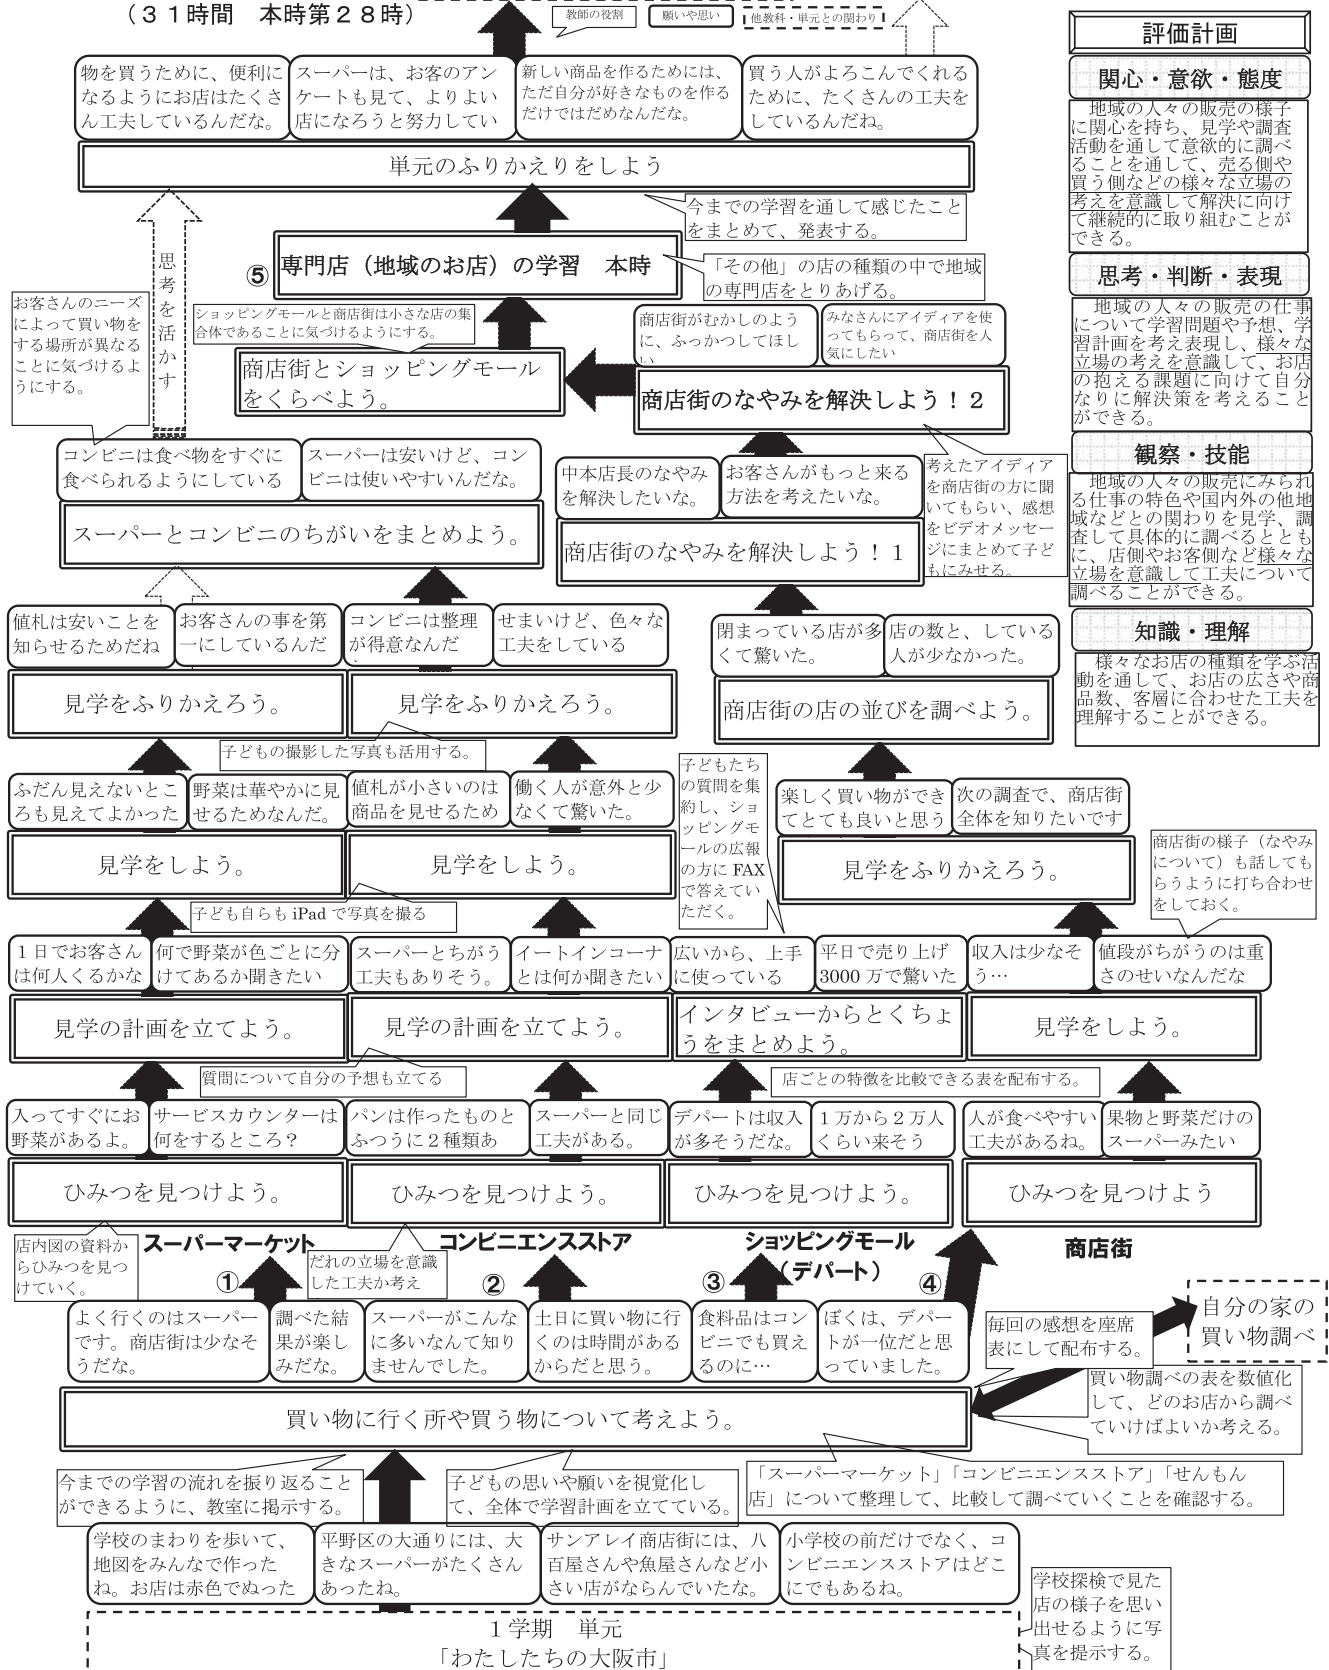 (３１時間　本時第２８時)
教師の役割
願いや思い
他教科・単元との関わり
物を買うために、便利に
なるようにお店はたくさ
ん工夫しているんだな。
スーパーは、お客のアン
ケートも見て、よりよい
店になろうと努力してい
新しい商品を作るためには、
ただ自分が好きなものを作る
だけではだめなんだな。
買う人がよろこんでくれる
ために、たくさんの工夫を
しているんだね。
単元のふりかえりをしよう
今までの学習を通して感じたこと
をまとめて、発表する。
思考を活かす
⑤
専門店（地域のお店）の学習　本時
「その他」の店の種類の中で地域
の専門店をとりあげる。
お客さんのニーズ
によって買い物を
する場所が異なる
ことに気づけるよ
うにする。
ショッピングモールと商店街は小さな店の集
合体であることに気づけるようにする。
商店街とショッピングモール
をくらべよう。
商店街がむかしのよう
に、ふっかつしてほし
い
みなさんにアイディアを使
ってもらって、商店街を人
気にしたい
商店街のなやみを解決しよう！２
コンビニは食べ物をすぐに
食べられるようにしている
スーパーは安いけど、コン
ビニは使いやすいんだな。
スーパーとコンビニのちがいをまとめよう。
中本店長のなやみ
を解決したいな。
お客さんがもっと来る
方法を考えたいな。
商店街のなやみを解決しよう！１
考えたアイディア
を商店街の方に聞
いてもらい、感想
をビデオメッセー
ジにまとめて子ど
もにみせる。
値札は安いことを
知らせるためだね
お客さんの事を第
一にしているんだ
コンビニは整理
が得意なんだ
せまいけど、色々な
工夫をしている
見学をふりかえろう。
見学をふりかえろう。
閉まっている店が多
くて驚いた。
店の数と、している
人が少なかった。
商店街の店の並びを調べよう。
子どもの撮影した写真も活用する。
ふだん見えないとこ
ろも見えてよかった
野菜は華やかに見
せるためなんだ。
値札が小さいのは
商品を見せるため
働く人が意外と少
なくて驚いた。
見学をしよう。
見学をしよう。
子どもたち
の質問を集
約し、ショ
ッピングモ
ールの広報
の方に FAX
で答えてい
ただく。
楽しく買い物ができ
てとても良いと思う
次の調査で、商店街
全体を知りたいです
見学をふりかえろう。
商店街の様子（なやみ
について）も話しても
らうように打ち合わせ
をしておく。
子ども自らも iPad で写真を撮る
１日でお客さん
は何人くるかな
何で野菜が色ごとに分
けてあるか聞きたい
スーパーとちがう
工夫もありそう。
イートインコーナ
とは何か聞きたい
広いから、上手
に使っている
平日で売り上げ
3000 万で驚いた
収入は少なそ
う…
値段がちがうのは重
さのせいなんだな
見学の計画を立てよう。
見学の計画を立てよう。
インタビューからとくちょ
うをまとめよう。
見学をしよう。
質問について自分の予想も立てる
店ごとの特徴を比較できる表を配布する。
入ってすぐにお
野菜があるよ。
サービスカウンターは
何をするところ？
パンは作ったものと
ふつうに２種類あ
スーパーと同じ
工夫がある。
デパートは収入
が多そうだな。
１万から２万人
くらい来そう
人が食べやすい
工夫があるね。
果物と野菜だけの
スーパーみたい
ひみつを見つけよう。
ひみつを見つけよう。
ひみつを見つけよう。
ひみつを見つけよう
店内図の資料か
らひみつを見つ
けていく。
スーパーマーケット
①
だれの立場を意識
した工夫か考え
コンビニエンスストア
②
ショッピングモール
（デパート）
③
④
商店街
よく行くのはスーパー
です。商店街は少なそ
うだな。
調べた結
果が楽し
みだな。
スーパーがこんな
に多いなんて知り
ませんでした。
土日に買い物に行
くのは時間がある
からだと思う。
食料品はコン
ビニでも買え
るのに…
ぼくは、デパー
トが一位だと思
っていました。
毎回の感想を座席
表にして配布する。
自分の家の
買い物調べ
買い物に行く所や買う物について考えよう。
買い物調べの表を数値化
して、どのお店から調べ
ていけばよいか考える。
今までの学習の流れを振り返ること
ができるように、教室に掲示する。
子どもの思いや願いを視覚化し
て、全体で学習計画を立てている。
「スーパーマーケット」「コンビニエンスストア」「せんもん
店」について整理して、比較して調べていくことを確認する。
学校のまわりを歩いて、
地図をみんなで作った
ね。お店は赤色でぬった
平野区の大通りには、大
きなスーパーがたくさん
あったね。
サンアレイ商店街には、八
百屋さんや魚屋さんなど小
さい店がならんでいたな。
小学校の前だけでなく、コ
ンビニエンスストアはどこ
にでもあるね。
１学期　単元
「わたしたちの大阪市」
学校探検で見た
店の様子を思い
出せるように写
真を提示する。
評価計画
関心・意欲・態度
地域の人々の販売の様子
に関心を持ち、見学や調査
活動を通して意欲的に調べ
ることを通して、売る側や
買う側などの様々な立場の
考えを意識して解決に向け
て継続的に取り組むことが
できる。
思考・判断・表現
地域の人々の販売の仕事
について学習問題や予想、学
習計画を考え表現し、様々な
立場の考えを意識して、お店
の抱える課題に向けて自分
なりに解決策を考えること
ができる。
観察・技能
地域の人々の販売にみられ
る仕事の特色や国内外の他地
域などとの関わりを見学、調
査して具体的に調べるととも
に、店側やお客側など様々な
立場を意識して工夫について
調べることができる。
知識・理解
様々なお店の種類を学ぶ活
動を通して、お店の広さや商
品数、客層に合わせた工夫を
理解することができる。